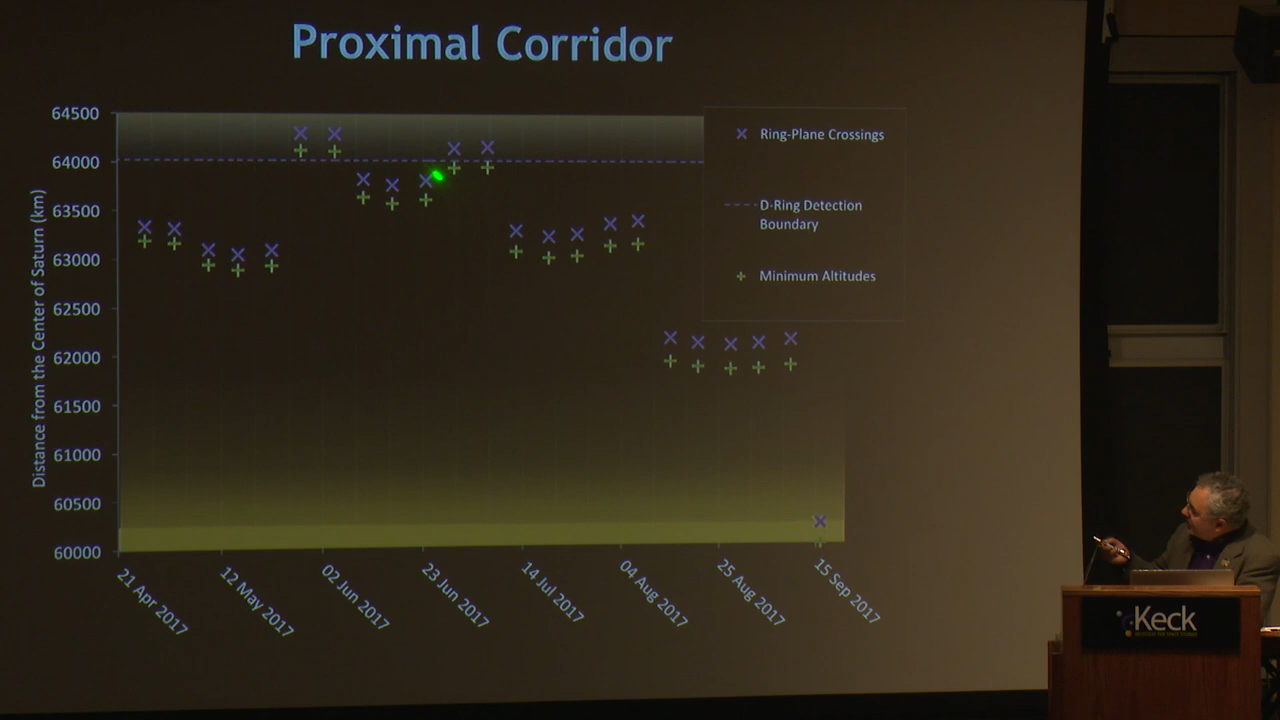 Proximal Corridor
64500
64000
63500
63000
62500
62000
61500
61000
60500
60000
Distance from the Center of Saturn (km)
21 Apr 2017
12 May 2017
02 Jun 2017
23 Jun 2017
14 Jul 2017
04 Aug 2017
25 Aug 2017
15 Sep 2017
Ring-Plane Crossings
D-Ring Detection
Boundary
Minimum Altitudes
Keck